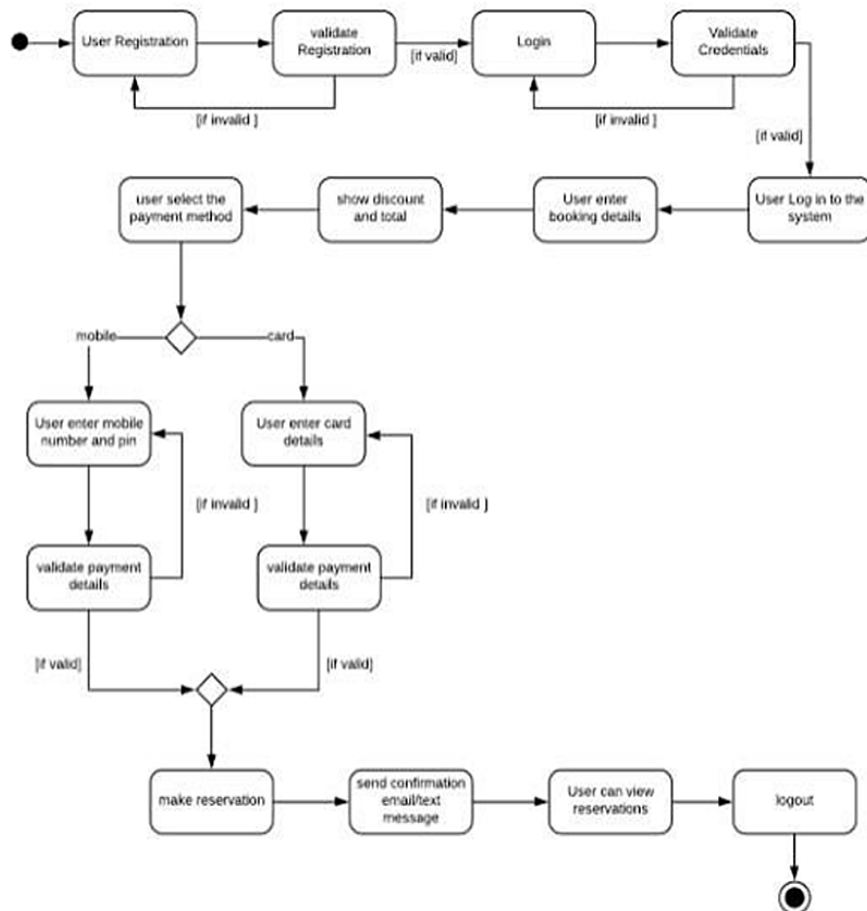 User Registration
validate
Registration
[if valid]
Login
Validate
Credentials
[if invalid ]
[if invalid ]
[if valid]
user select the
payment method
show discount
and total
User enter
booking details
User Log in to the
system
mobile
card
User enter mobile
number and pin
User enter card
details
[if invalid ]
[if invalid ]
validate payment
details
validate payment
details
[if valid]
[if valid]
make reservation
send confirmation
email/text
message
User can view
reservations
logout